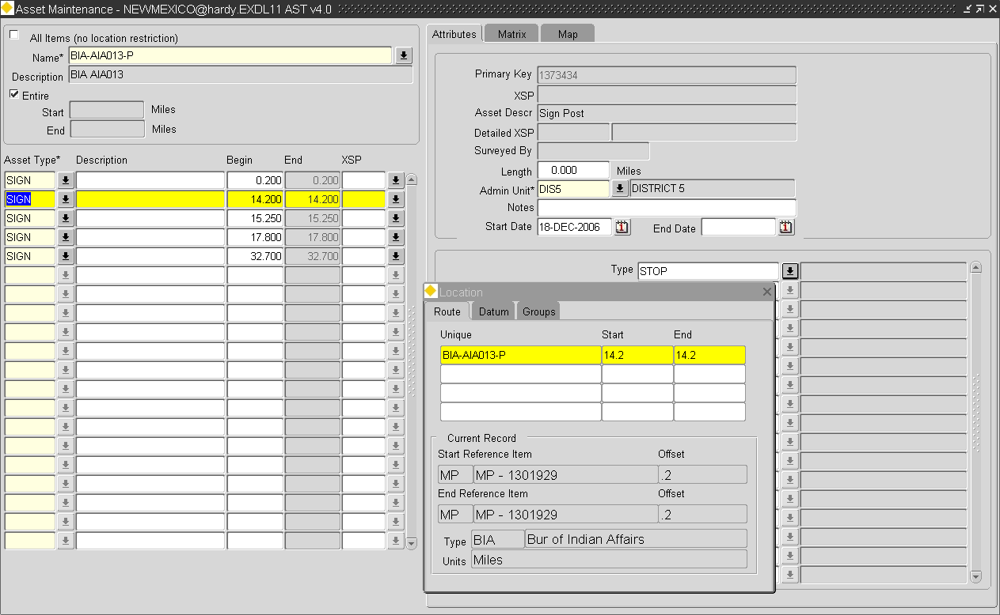 Asset Maintenance - NEWMEXICO@hardy.EXDL11 AST v4.0
All Items (no location restriction)
Name* BIA-AIA013-P
Description BIA AIA013
Entire
Start Miles
End Miles
Asset Type* Description Begin End XSP
SIGN 0.200 0.200
SIGN 14.200 14.200
SIGN 15.250 15.250
SIGN 17.800 17.800
SIGN 32.700 32.700
Attributes Matrix Map
Primary Key 1373434
XSP
Asset Descr Sign Post
Detailed XSP
Surveyed By
Length 0.000 Miles
Admin Unit* DIS5 DISTRICT 5
Notes
Start Date 18-DEC-2006 End Date
Type STOP
Location
Route Datum Groups
Unique Start End
BIA-AIA013-P 14.2 14.2
Current Record
Start Reference Item Offset
MP MP - 1301929 .2
End Reference Item Offset
MP MP - 1301929 .2
Type BIA Bur of Indian Affairs
Units Miles